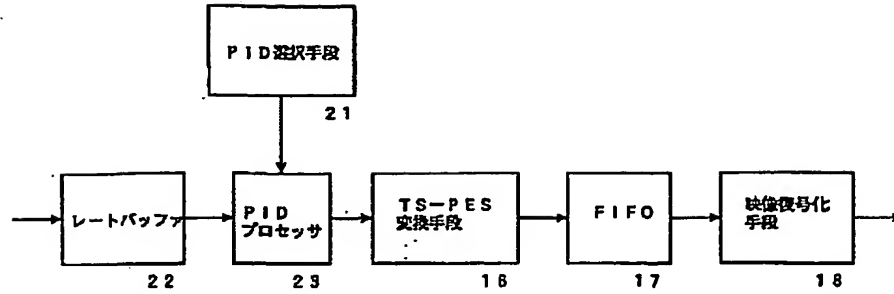 PID選択手段
21
レートバッファ
22
PID
プロセッサ
23
TS-PES
変換手段
16
FIFO
17
映像復号化
手段
18